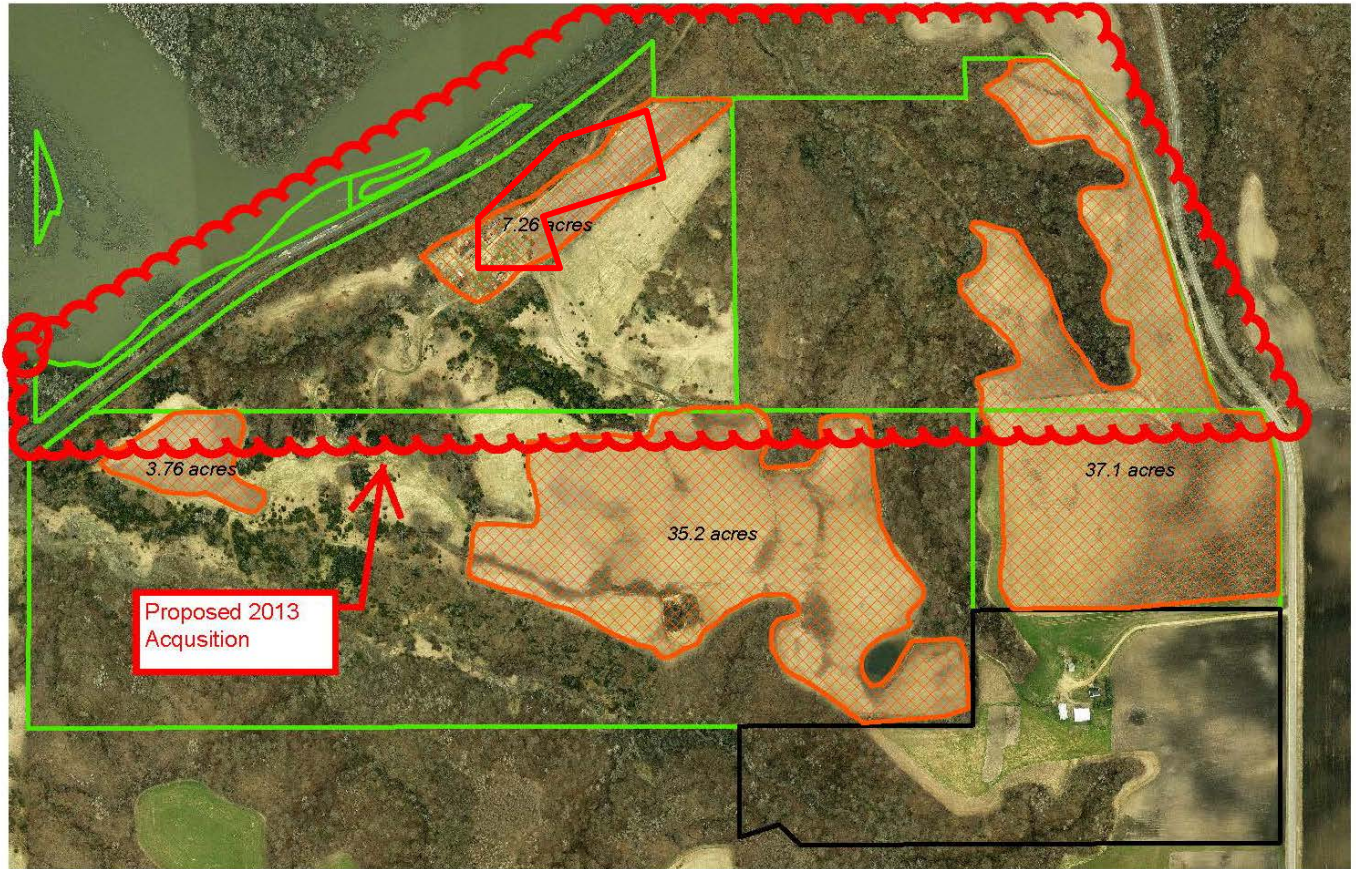 7.26 acres
3.76 acres
37.1 acres
35.2 acres
Proposed 2013
Acqusition